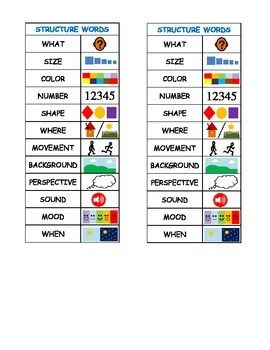 STRUCTURE WORDS
WHAT
SIZE
COLOR
NUMBER 12345
SHAPE
WHERE
MOVEMENT
BACKGROUND
PERSPECTIVE
SOUND
MOOD
WHEN
STRUCTURE WORDS
WHAT
SIZE
COLOR
NUMBER 12345
SHAPE
WHERE
MOVEMENT
BACKGROUND
PERSPECTIVE
SOUND
MOOD
WHEN